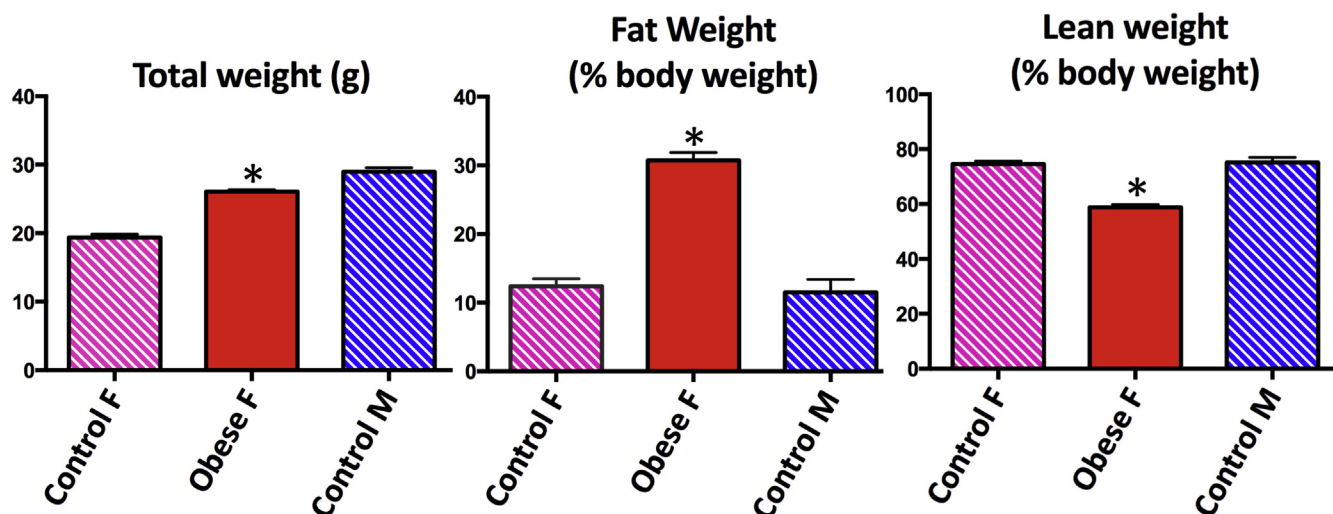 Total weight (g)
40
30
20
10
0
*
Control F
Obese F
Control M
Fat Weight
(% body weight)
40
30
20
10
0
*
Control F
Obese F
Control M
Lean weight
(% body weight)
100
80
60
40
20
0
*
Control F
Obese F
Control M